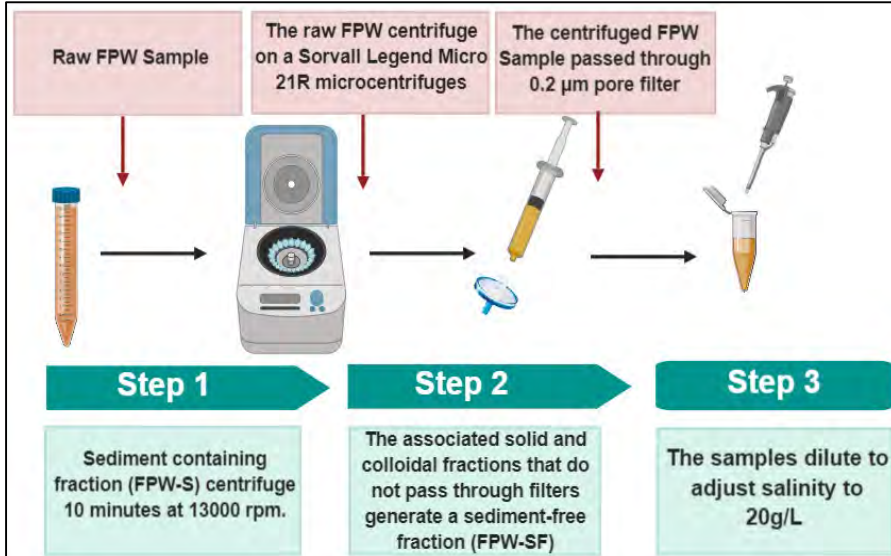 Raw FPW Sample
The raw FPW centrifuge
on a Sorvall Legend Micro
21R microcentrifuges
The centrifuged FPW
Sample passed through
0.2 µm pore filter
Step 1
Step 2
Step 3
Sediment containing
fraction (FPW-S) centrifuge
10 minutes at 13000 rpm.
The associated solid and
colloidal fractions that do
not pass through filters
generate a sediment-free
fraction (FPW-SF)
The samples dilute to
adjust salinity to
20g/L